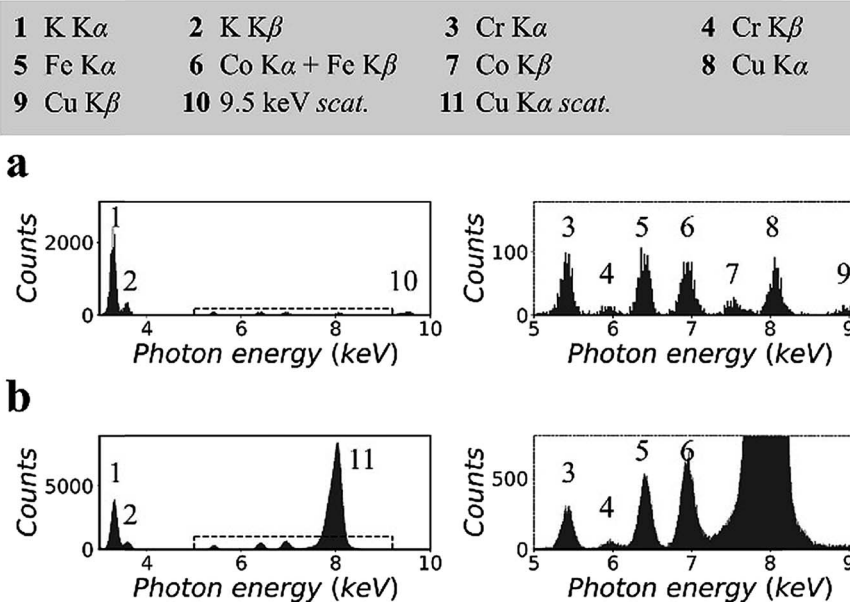 1 K Kα 2 K Kβ 3 Cr Kα 4 Cr Kβ
5 Fe Kα 6 Co Kα + Fe Kβ 7 Co Kβ 8 Cu Kα
9 Cu Kβ 10 9.5 keV scat. 11 Cu Kα scat.
a
Counts
2000
0
1
2
10
4 6 8 10
Photon energy (keV)
Counts
100
0
3
4
5
6
7
8
9
5 6 7 8 9
Photon energy (keV)
b
Counts
5000
0
1
2
11
4 6 8 10
Photon energy (keV)
Counts
500
0
3
4
5
6
5 6 7 8 9
Photon energy (keV)